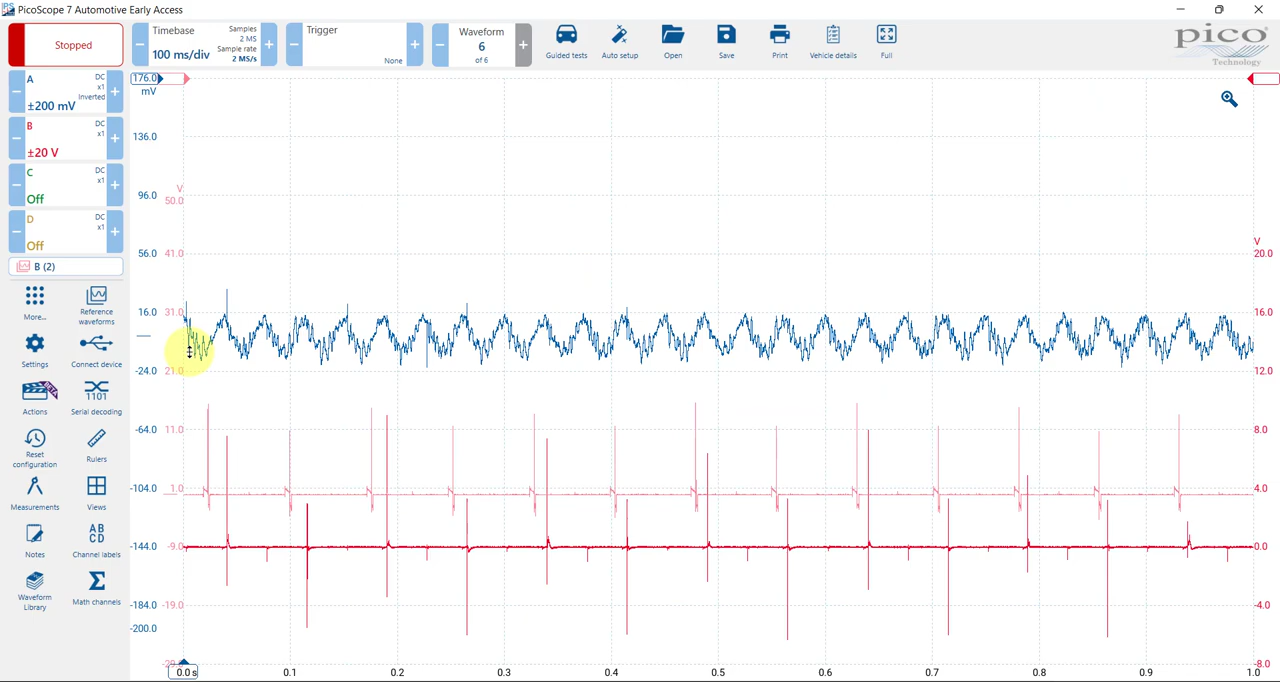 PicoScope 7 Automotive Early Access
Stopped
Timebase
100 ms/div
Samples
2 MS
Sample rate
2 MS/s
Trigger
None
Waveform
6
of 6
Guided tests
Auto setup
Open
Save
Print
Vehicle details
Full
pico
Technology
A
DC
x1
Inverted
±200 mV
B
DC
x1
±20 V
C
DC
x1
Off
D
DC
x1
Off
B (2)
More...
Reference
waveforms
Settings
Connect device
BETA
Actions
1101
Serial decoding
Reset
configuration
Rulers
Measurements
Views
Notes
AB
CD
Channel labels
Waveform
Library
Math channels
176.0
mV
136.0
96.0
56.0
16.0
-24.0
-64.0
-104.0
-144.0
-184.0
-200.0
V
50.0
41.0
31.0
21.0
11.0
1.0
-9.0
-19.0
V
20.0
16.0
12.0
8.0
4.0
0.0
-4.0
-8.0
0.0 s
0.1
0.2
0.3
0.4
0.5
0.6
0.7
0.8
0.9
1.0